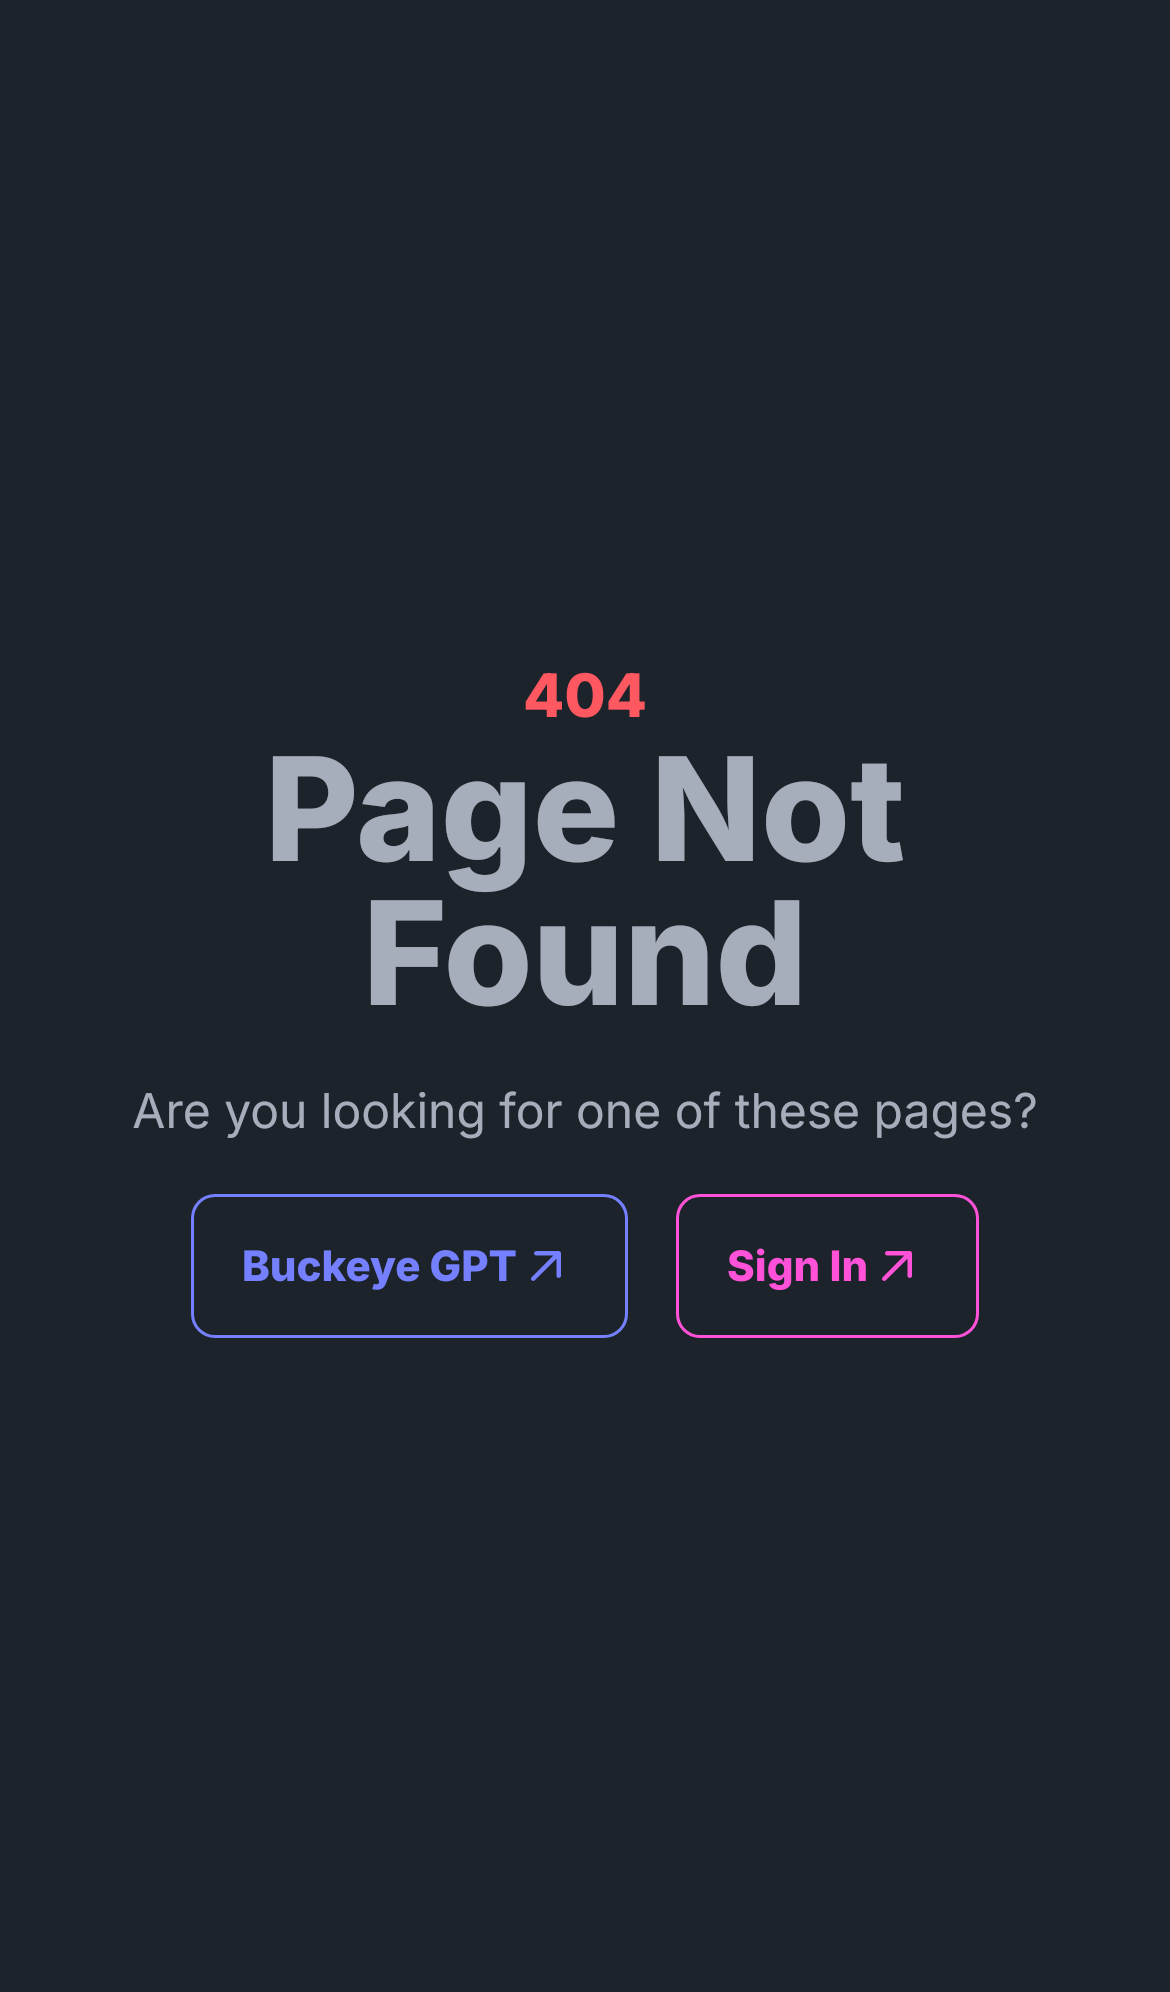 404
Page Not
Found
Are you looking for one of these pages?
Buckeye GPT
Sign In